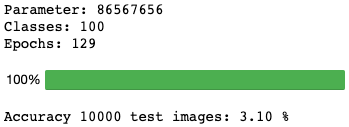 Parameter: 86567656
Classes: 100
Epochs: 129
100%
Accuracy 10000 test images: 3.10 %